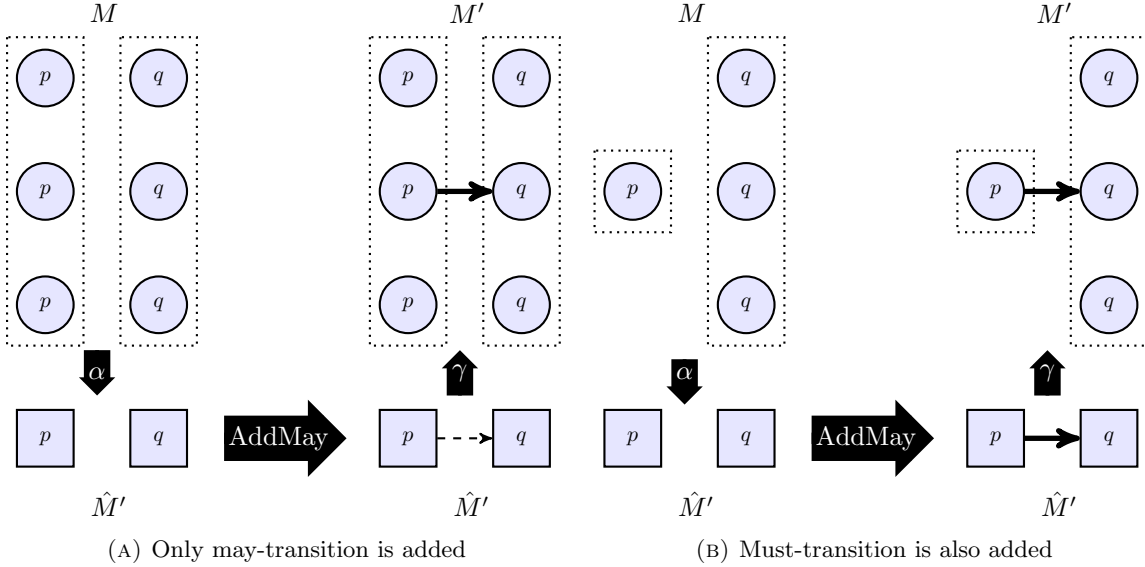 M M′ M M′
p q p q q
p q p q p q p q
p q p q q q
α γ α γ
p q AddMay p q p q AddMay p q
M̂′ M̂′ M̂′ M̂′
(A) Only may-transition is added (B) Must-transition is also added